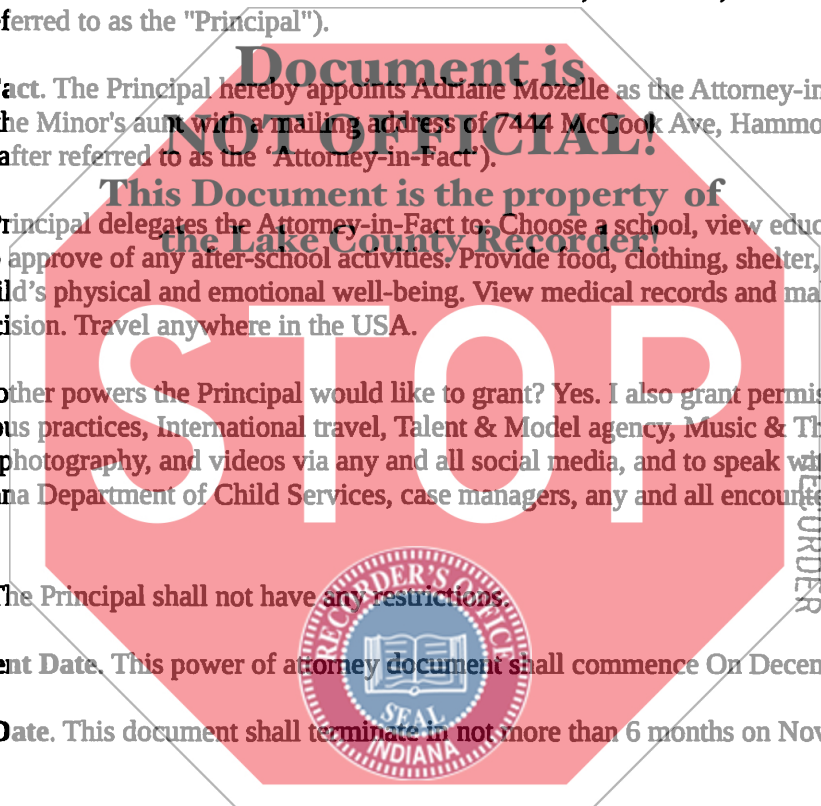 ferred to as the "Principal").
Document is
act. The Principal hereby appoints Adriane Mozelle as the Attorney-in
NOT OFFICIAL!
he Minor's aunt with a mailing address of 7444 McCook Ave, Hammo
after referred to as the ‘Attorney-in-Fact’).
This Document is the property of
the Lake County Recorder!
rincipal delegates the Attorney-in-Fact to: Choose a school, view educ
approve of any after-school activities. Provide food, clothing, shelter,
ild’s physical and emotional well-being. View medical records and ma
cision. Travel anywhere in the USA.
STOP
other powers the Principal would like to grant? Yes. I also grant permis
ous practices, International travel, Talent & Model agency, Music & Th
photography, and videos via any and all social media, and to speak wi
na Department of Child Services, case managers, any and all encounte
RECORDER
The Principal shall not have any restrictions.
RECORDER'S OFFICE
SEAL
INDIANA
ent Date. This power of attorney document shall commence On Decem
Date. This document shall terminate in not more than 6 months on Nov